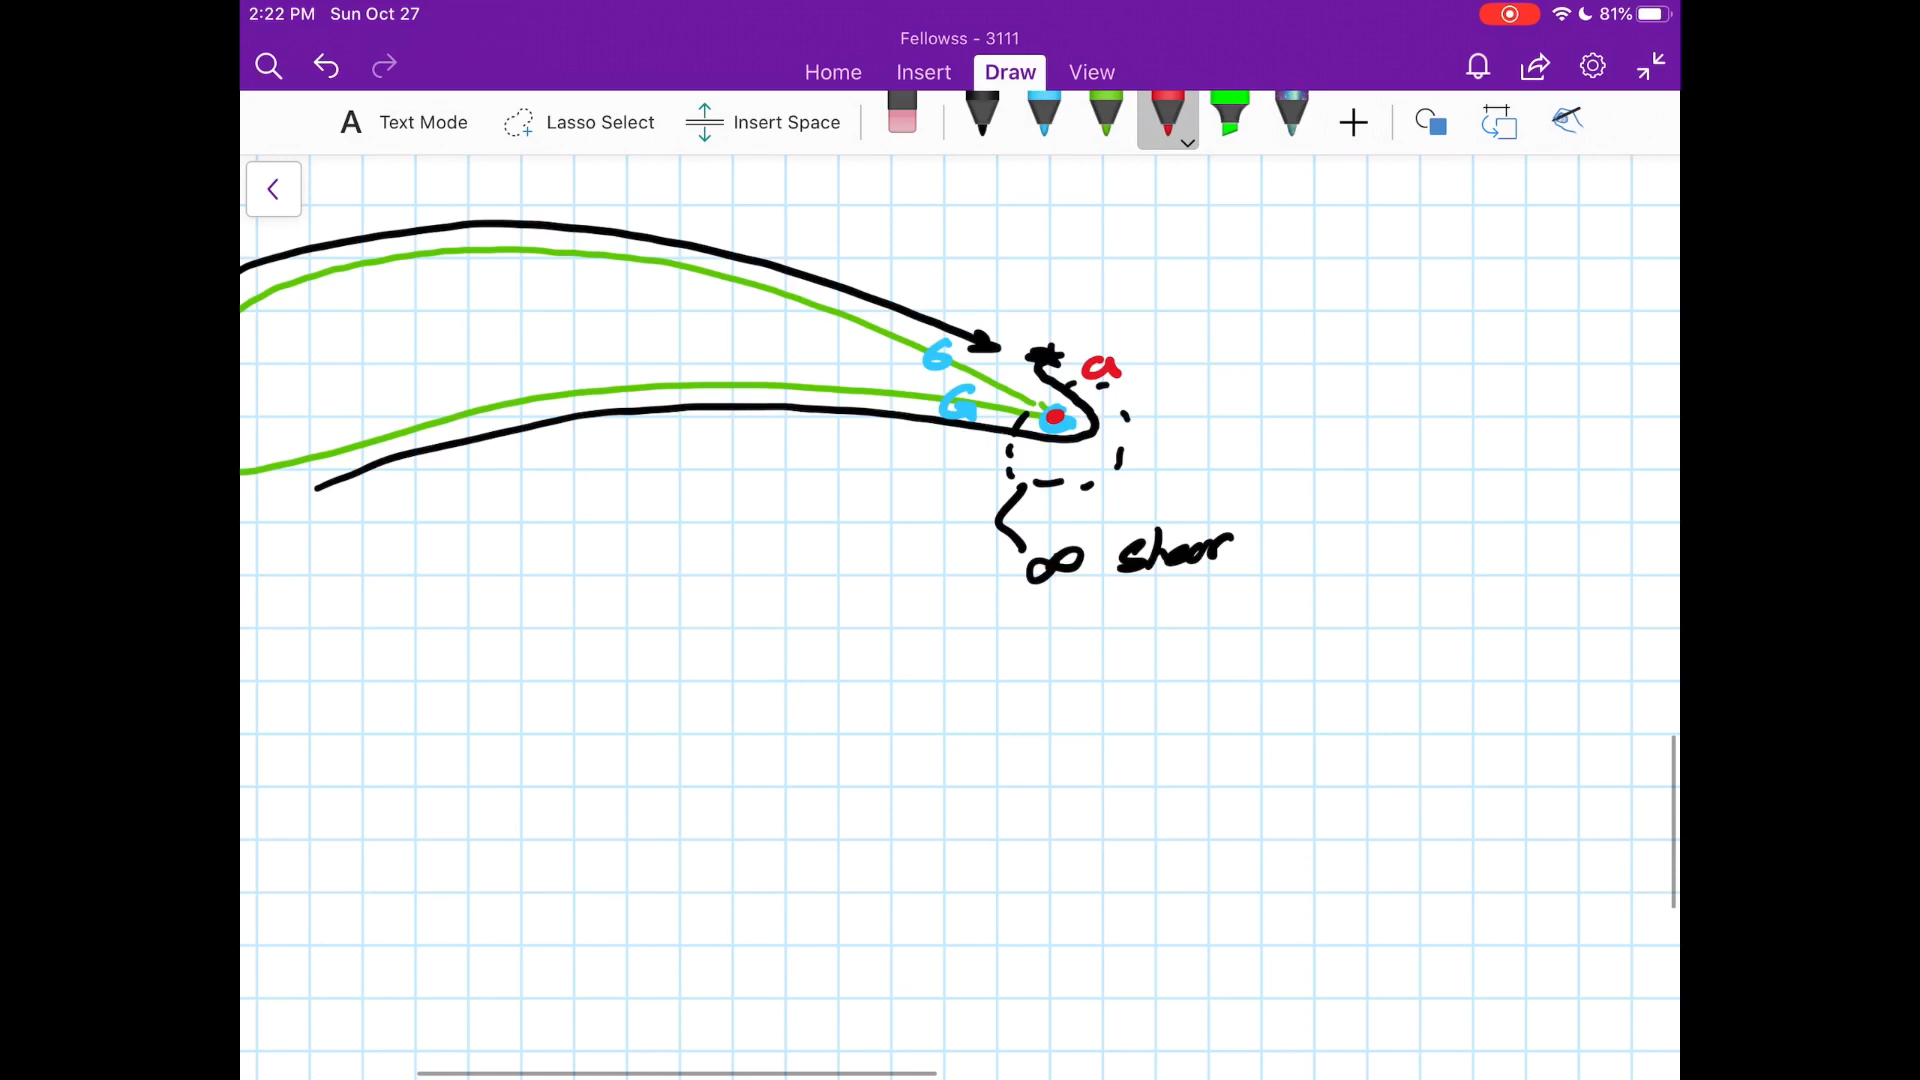 2:22 PM Sun Oct 27 81%
Fellowss - 3111
Home Insert Draw View
A Text Mode Lasso Select Insert Space
a
G
G
∞ shear